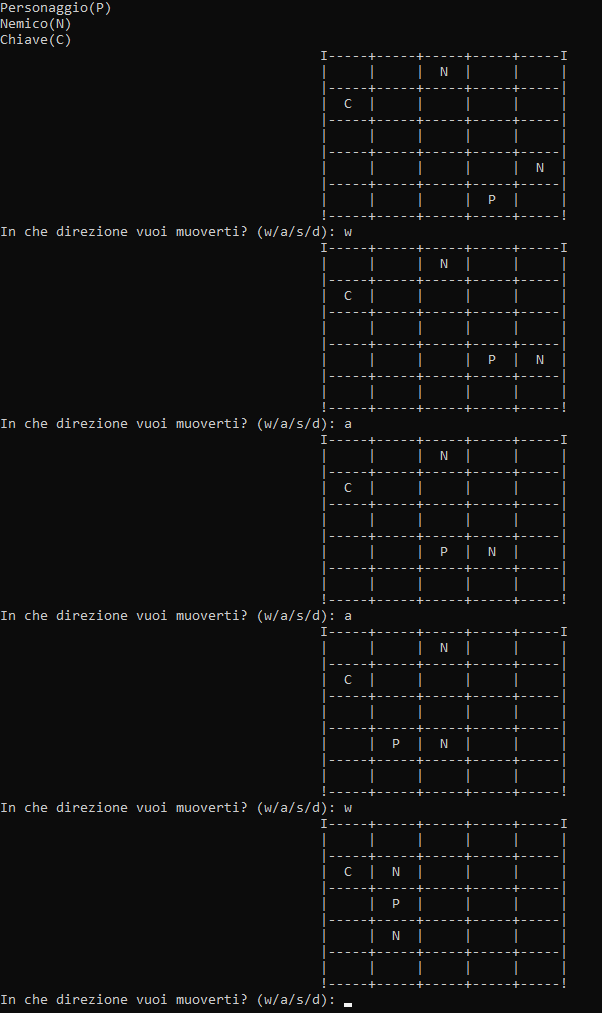 Personaggio(P)
Nemico(N)
Chiave(C)
I-----+-----+-----+-----+-----I
|     |     |  N  |     |     |
|-----+-----+-----+-----+-----|
|  C  |     |     |     |     |
|-----+-----+-----+-----+-----|
|     |     |     |     |     |
|-----+-----+-----+-----+-----|
|     |     |     |     |  N  |
|-----+-----+-----+-----+-----|
|     |     |     |  P  |     |
!-----+-----+-----+-----+-----!
In che direzione vuoi muoverti? (w/a/s/d): w
I-----+-----+-----+-----+-----I
|     |     |  N  |     |     |
|-----+-----+-----+-----+-----|
|  C  |     |     |     |     |
|-----+-----+-----+-----+-----|
|     |     |     |     |     |
|-----+-----+-----+-----+-----|
|     |     |     |  P  |  N  |
|-----+-----+-----+-----+-----|
|     |     |     |     |     |
!-----+-----+-----+-----+-----!
In che direzione vuoi muoverti? (w/a/s/d): a
I-----+-----+-----+-----+-----I
|     |     |  N  |     |     |
|-----+-----+-----+-----+-----|
|  C  |     |     |     |     |
|-----+-----+-----+-----+-----|
|     |     |     |     |     |
|-----+-----+-----+-----+-----|
|     |     |  P  |  N  |     |
|-----+-----+-----+-----+-----|
|     |     |     |     |     |
!-----+-----+-----+-----+-----!
In che direzione vuoi muoverti? (w/a/s/d): a
I-----+-----+-----+-----+-----I
|     |     |  N  |     |     |
|-----+-----+-----+-----+-----|
|  C  |     |     |     |     |
|-----+-----+-----+-----+-----|
|     |     |     |     |     |
|-----+-----+-----+-----+-----|
|     |  P  |  N  |     |     |
|-----+-----+-----+-----+-----|
|     |     |     |     |     |
!-----+-----+-----+-----+-----!
In che direzione vuoi muoverti? (w/a/s/d): w
I-----+-----+-----+-----+-----I
|     |     |     |     |     |
|-----+-----+-----+-----+-----|
|  C  |  N  |     |     |     |
|-----+-----+-----+-----+-----|
|     |  P  |     |     |     |
|-----+-----+-----+-----+-----|
|     |  N  |     |     |     |
|-----+-----+-----+-----+-----|
|     |     |     |     |     |
!-----+-----+-----+-----+-----!
In che direzione vuoi muoverti? (w/a/s/d):